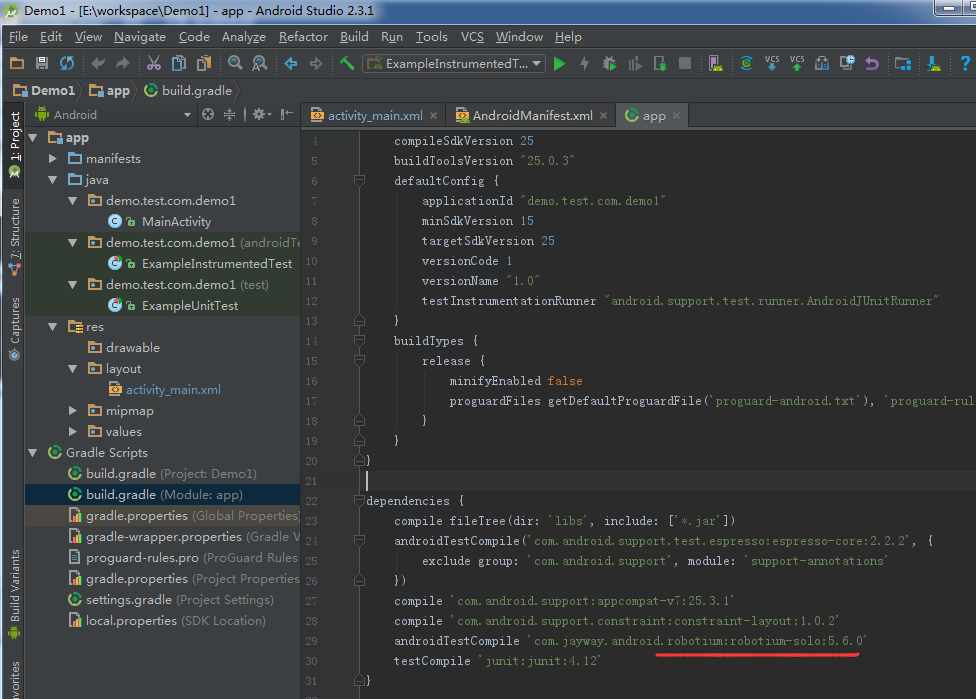 Demo1 - [E:\workspace\Demo1] - app - Android Studio 2.3.1
File Edit View Navigate Code Analyze Refactor Build Run Tools VCS Window Help
ExampleInstrumentedT...
VCS VCS
Demo1 app build.gradle
Android
activity_main.xml AndroidManifest.xml app
1: Project
7: Structure
Captures
Build Variants
app
manifests
java
demo.test.com.demo1
MainActivity
demo.test.com.demo1 (androidTe
ExampleInstrumentedTest
demo.test.com.demo1 (test)
ExampleUnitTest
res
drawable
layout
activity_main.xml
mipmap
values
Gradle Scripts
build.gradle (Project: Demo1)
build.gradle (Module: app)
gradle.properties (Global Properties)
gradle-wrapper.properties (Gradle V
proguard-rules.pro (ProGuard Rules
gradle.properties (Project Properties
settings.gradle (Project Settings)
local.properties (SDK Location)
4 compileSdkVersion 25
5 buildToolsVersion "25.0.3"
6 defaultConfig {
7 applicationId "demo.test.com.demo1"
8 minSdkVersion 15
9 targetSdkVersion 25
10 versionCode 1
11 versionName "1.0"
12 testInstrumentationRunner "android.support.test.runner.AndroidJUnitRunner"
13 }
14 buildTypes {
15 release {
16 minifyEnabled false
17 proguardFiles getDefaultProguardFile('proguard-android.txt'), 'proguard-rul
18 }
19 }
20 }
21
22 dependencies {
23 compile fileTree(dir: 'libs', include: ['*.jar'])
24 androidTestCompile('com.android.support.test.espresso:espresso-core:2.2.2', {
25 exclude group: 'com.android.support', module: 'support-annotations'
26 })
27 compile 'com.android.support:appcompat-v7:25.3.1'
28 compile 'com.android.support.constraint:constraint-layout:1.0.2'
29 androidTestCompile 'com.jayway.android.robotium:robotium-solo:5.6.0'
30 testCompile 'junit:junit:4.12'
31 }